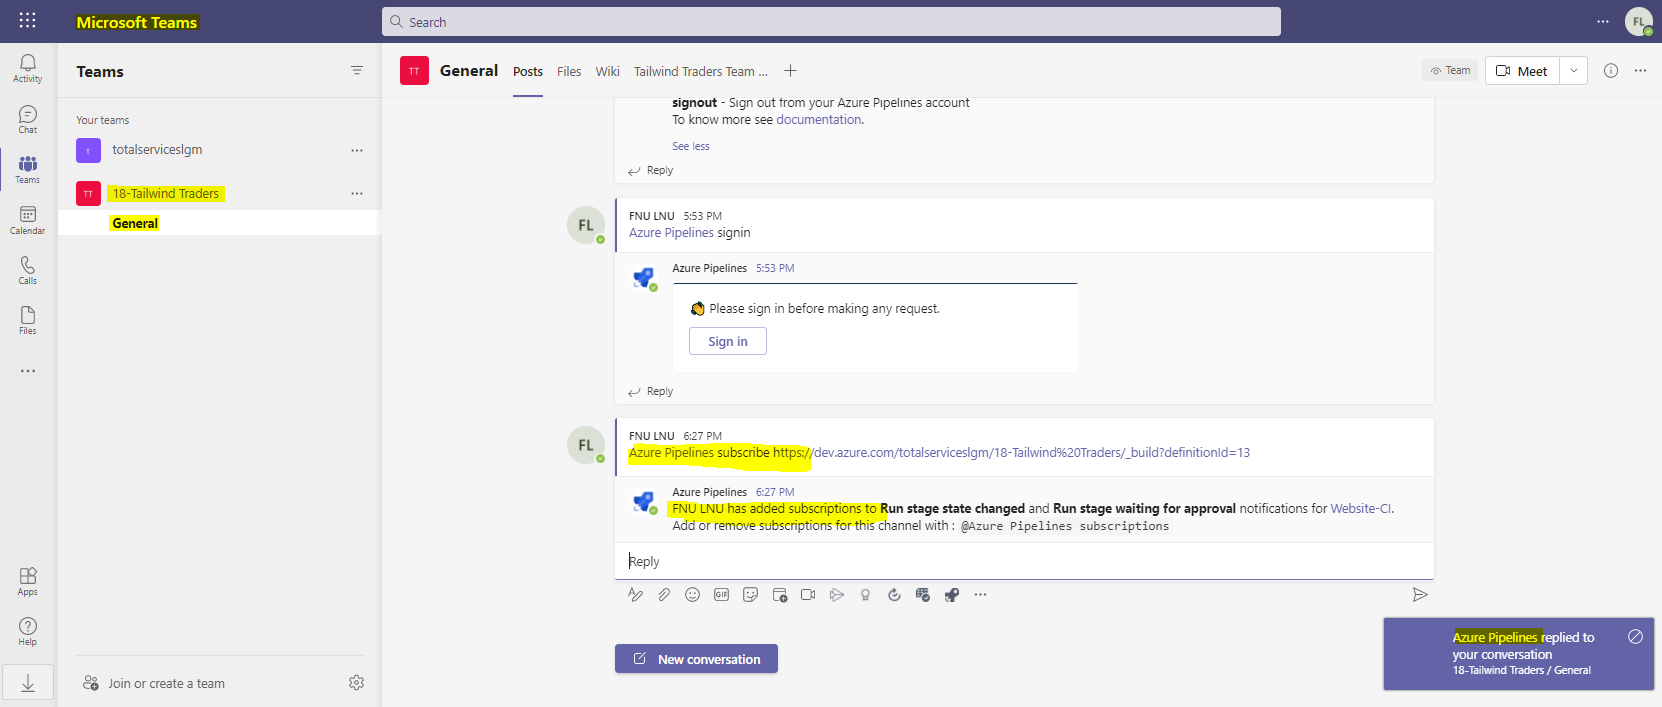 Microsoft Teams
Search
FL
Activity
Chat
Teams
Calendar
Calls
Files
Apps
Help
Teams
Your teams
t totalserviceslgm
TT 18-Tailwind Traders
General
Join or create a team
TT General Posts Files Wiki Tailwind Traders Team ...
Team Meet
signout - Sign out from your Azure Pipelines account
To know more see documentation.
See less
Reply
FL
FNU LNU 5:53 PM
Azure Pipelines signin
Azure Pipelines 5:53 PM
Please sign in before making any request.
Sign in
Reply
FL
FNU LNU 6:27 PM
Azure Pipelines subscribe https://dev.azure.com/totalserviceslgm/18-Tailwind%20Traders/_build?definitionId=13
Azure Pipelines 6:27 PM
FNU LNU has added subscriptions to Run stage state changed and Run stage waiting for approval notifications for Website-CI.
Add or remove subscriptions for this channel with : @Azure Pipelines subscriptions
Reply
GIF
New conversation
Azure Pipelines replied to
your conversation
18-Tailwind Traders / General